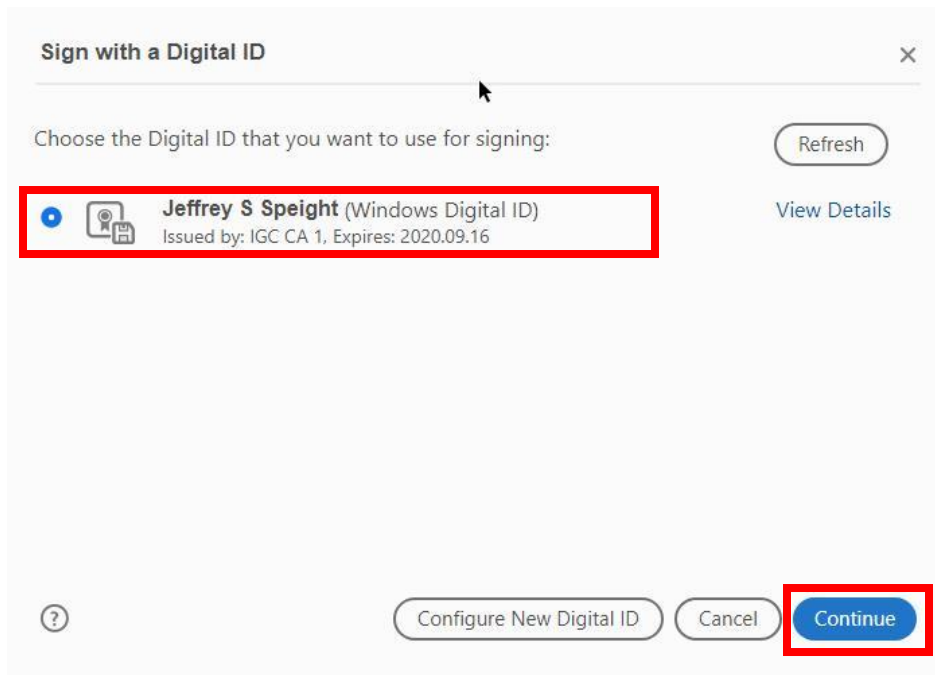 Sign with a Digital ID
Choose the Digital ID that you want to use for signing:
Refresh
Jeffrey S Speight (Windows Digital ID)
View Details
Issued by: IGC CA 1, Expires: 2020.09.16
?
Configure New Digital ID
Cancel
Continue